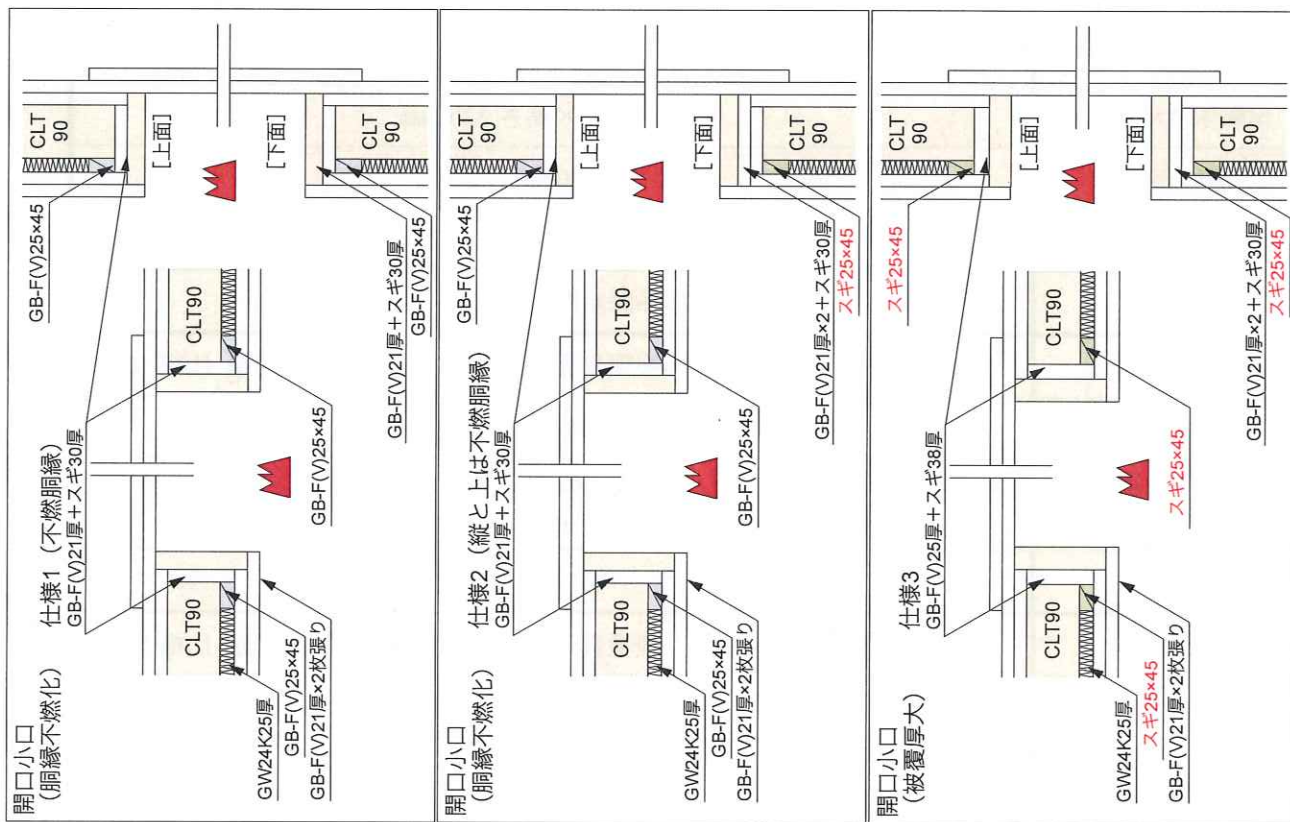 開口小口
(胴縁不燃化)
仕様1 (不燃胴縁)
GB-F(V)21厚+スギ30厚
GW24K25厚
GB-F(V)25×45
GB-F(V)21厚×2枚張り
CLT90
CLT90
GB-F(V)25×45
GB-F(V)25×45
CLT
90
[上面]
[下面]
CLT
90
GB-F(V)21厚+スギ30厚
GB-F(V)25×45
開口小口
(胴縁不燃化)
仕様2 (縦と上は不燃胴縁)
GB-F(V)21厚+スギ30厚
GW24K25厚
GB-F(V)25×45
GB-F(V)21厚×2枚張り
CLT90
CLT90
GB-F(V)25×45
GB-F(V)25×45
CLT
90
[上面]
[下面]
CLT
90
GB-F(V)21厚×2+スギ30厚
スギ25×45
開口小口
(被覆厚大)
仕様3
GB-F(V)25厚+スギ38厚
GW24K25厚
スギ25×45
GB-F(V)21厚×2枚張り
CLT90
CLT90
スギ25×45
スギ25×45
CLT
90
[上面]
[下面]
CLT
90
GB-F(V)21厚×2+スギ30厚
スギ25×45